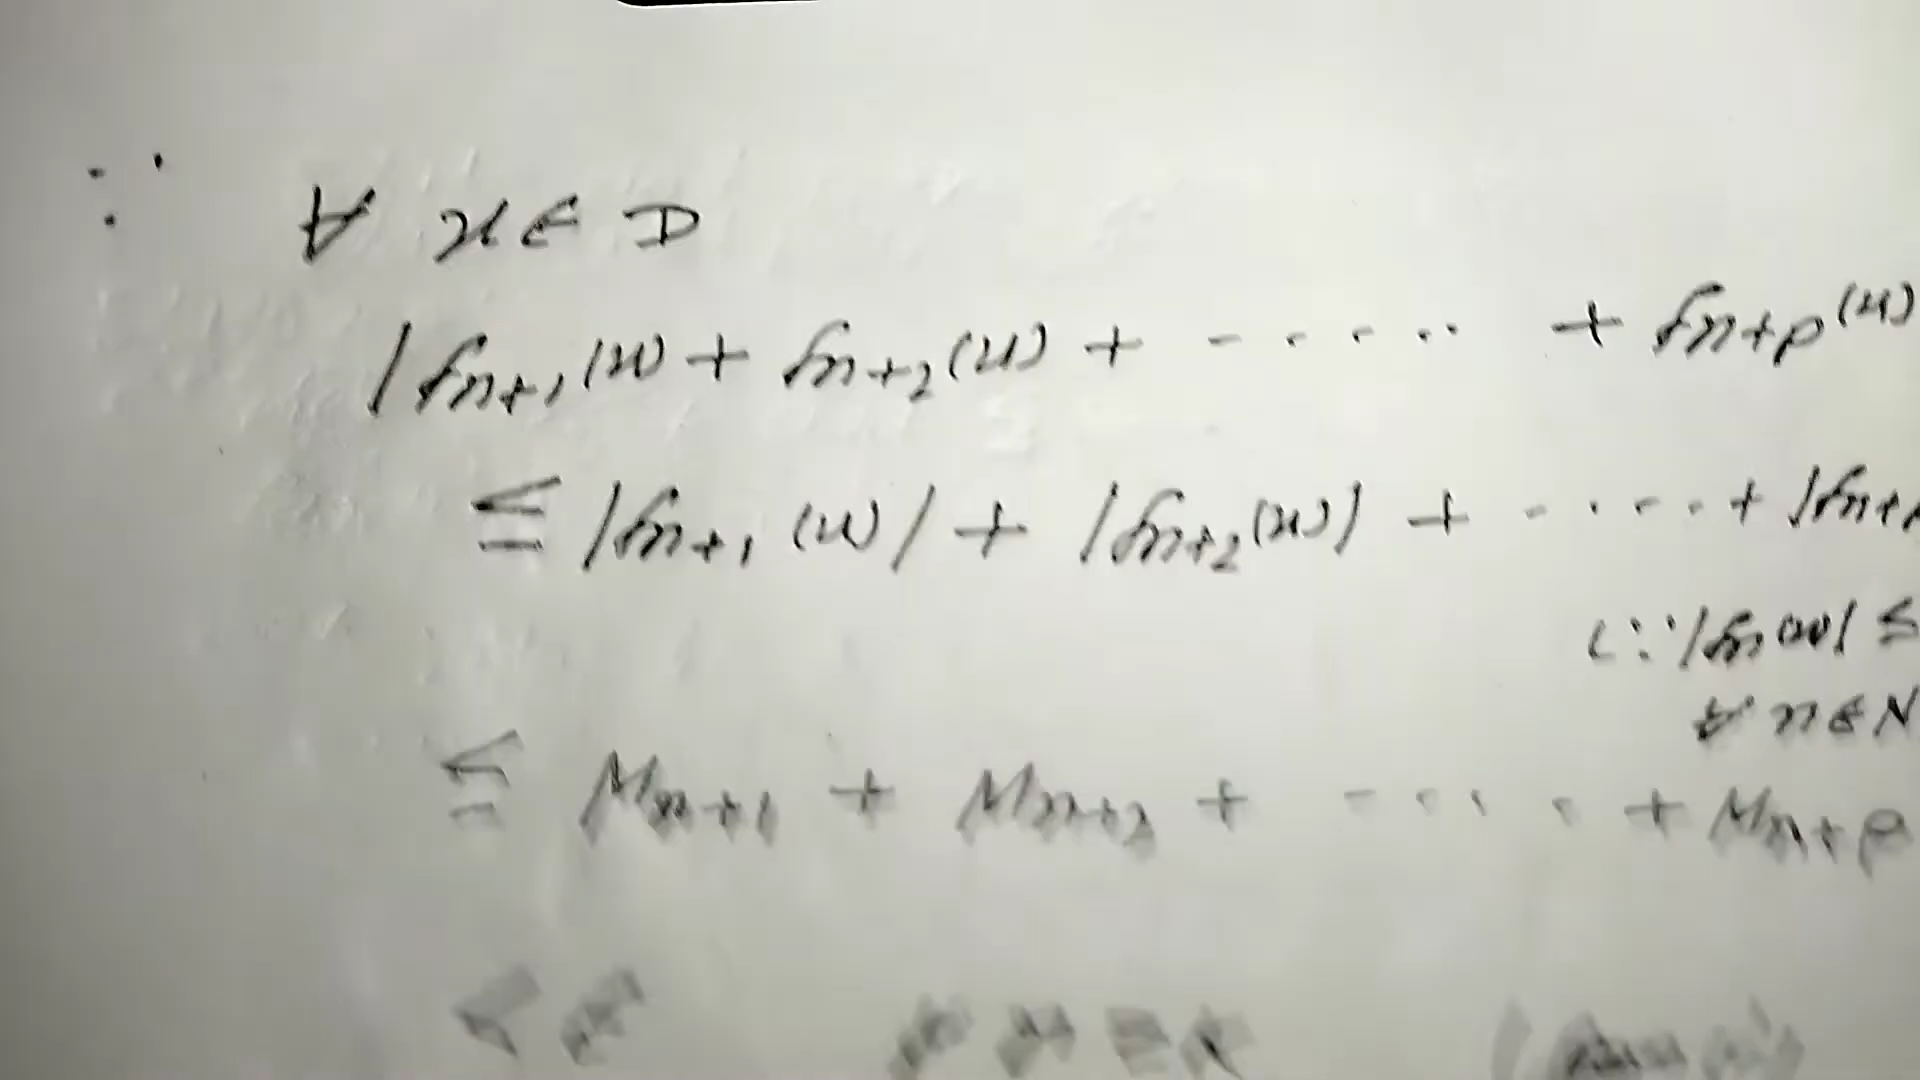 ∵ ∀ x ∈ D
|fn+1(x) + fn+2(x) + - . . . . . + fn+p(x)
≤ |fn+1(x)| + |fn+2(x)| + - . . . . + |fn+
(∵ |fn(x)| ≤
∀ n ∈ N
≤ Mn+1 + Mn+2 + - . . . . + Mn+p